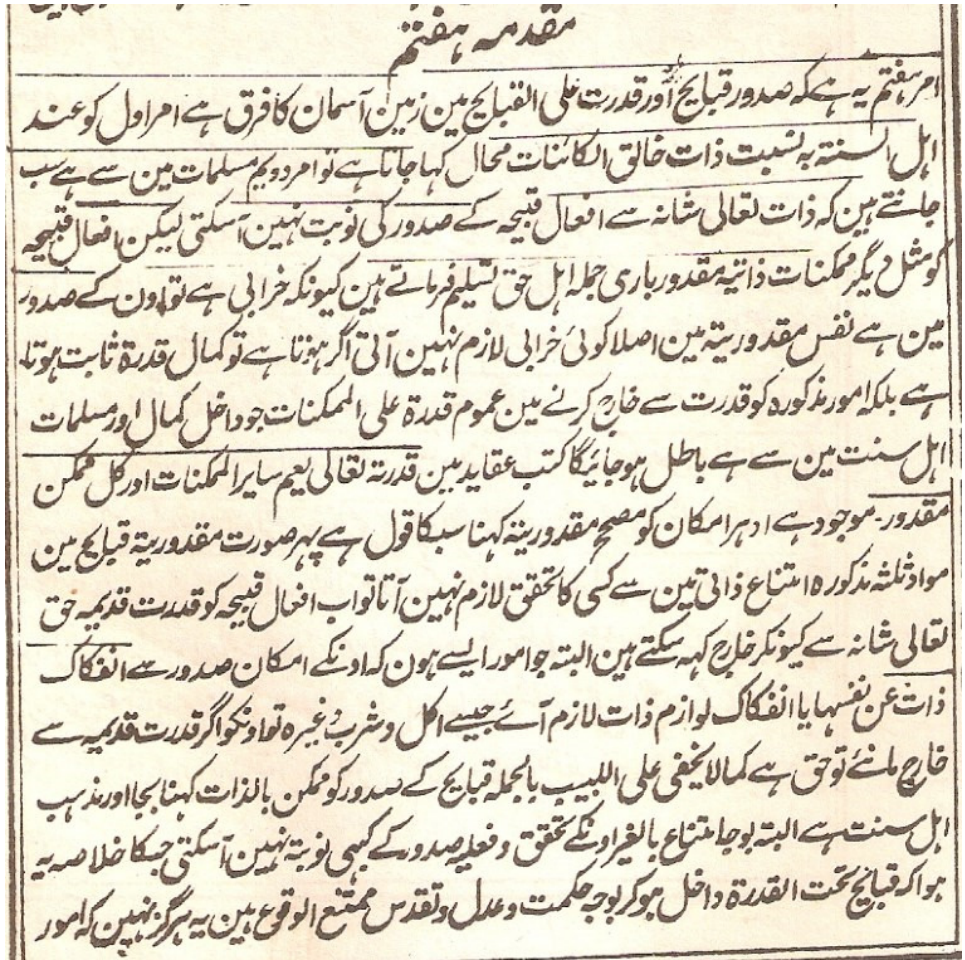 مقدمہ ہفتم
امر ہفتم یہ ہے کہ صدور قبایح اور قدرت علی القبایح مین زمین آسمان کا فرق ہے امر اول کو عند
اہل السنۃ بہ نسبت ذات خالق الکائنات محال کہا جاتا ہے تو امر دویم مسلمات مین سے ہے سب
جانتے ہین کہ ذات تعالی شانہ سے افعال قبیحہ کے صدور کی نوبت نہین آسکتی لیکن افعال قبیحہ
کو مثل دیگر ممکنات ذاتیہ مقدور باری جملہ اہل حق تسلیم فرماتے ہین کیونکہ خرابی ہے تو اون کے صدور
مین ہے نفس مقدوریۃ مین اصلا کوئی خرابی لازم نہین آتی اگر ہوتا ہے تو کمال قدرۃ ثابت ہوتا
ہے بلکہ امور مذکورہ کو قدرت سے خارج کرنے مین عموم قدرۃ علی الممکنات جو داخل کمال اور مسلمات
اہل سنت مین سے ہے باطل ہو جائیگا کتب عقاید مین قدرتہ تعالی یعم سایر الممکنات اور کل ممکن
مقدور۔ موجود ہے ادہر امکان کو مصحح مقدوریۃ کہنا سبکا قول ہے پہر صورت مقدوریۃ قبایح مین
مواد ثلثہ مذکورہ امتناع ذاتی مین سے کسی کا تحقق لازم نہین آتا تو اب افعال قبیحہ کو قدرت قدیمہ حق
تعالی شانہ سے کیونکر خارج کہہ سکتے ہین البتہ جو امور ایسے ہون کہ اونکے امکان صدور سے انفکاک
ذات عن نفسہا یا انفکاک لوازم ذات لازم آئے جیسے اکل و شرب وغیرہ تو اونکو اگر قدرت قدیمہ سے
خارج مانئے تو حق ہے کما لا یخفی علی اللبیب بالجملہ قبایح کے صدور کو ممکن بالذات کہنا بجا اور مذہب
اہل سنت ہے البتہ بوجہ امتناع بالغیر اونکے تحقق و فعلیہ صدور کے کبہی نوبۃ نہین آسکتی جسکا خلاصہ یہ
ہوا کہ قبایح تحت القدرۃ داخل ہو کر بوجہ حکمت و عدل و تقدس ممتنع الوقوع ہین یہ ہرگز نہین کہ امور